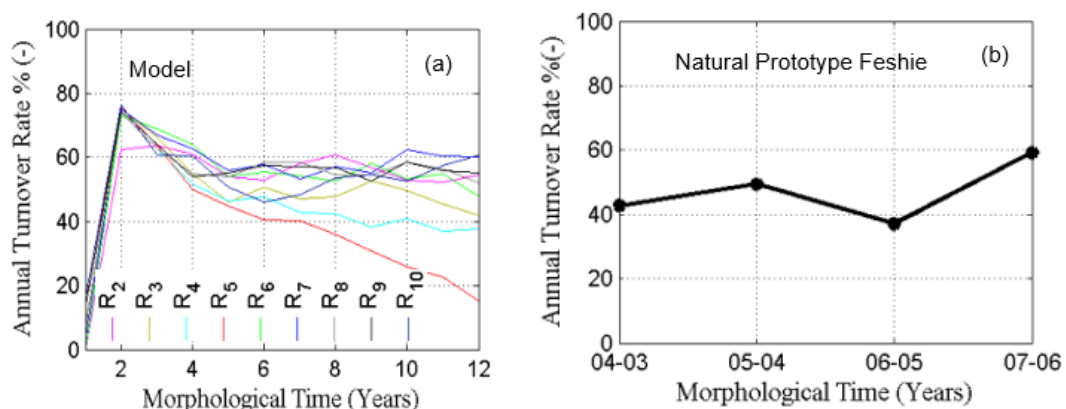 100
80
60
40
20
0
Annual Turnover Rate % (-)
Model
(a)
R2 R3 R4 R5 R6 R7 R8 R9 R10
2 4 6 8 10 12
Morphological Time (Years)
100
80
60
40
20
0
Annual Turnover Rate %(-)
Natural Prototype Feshie
(b)
04-03 05-04 06-05 07-06
Morphological Time (Years)